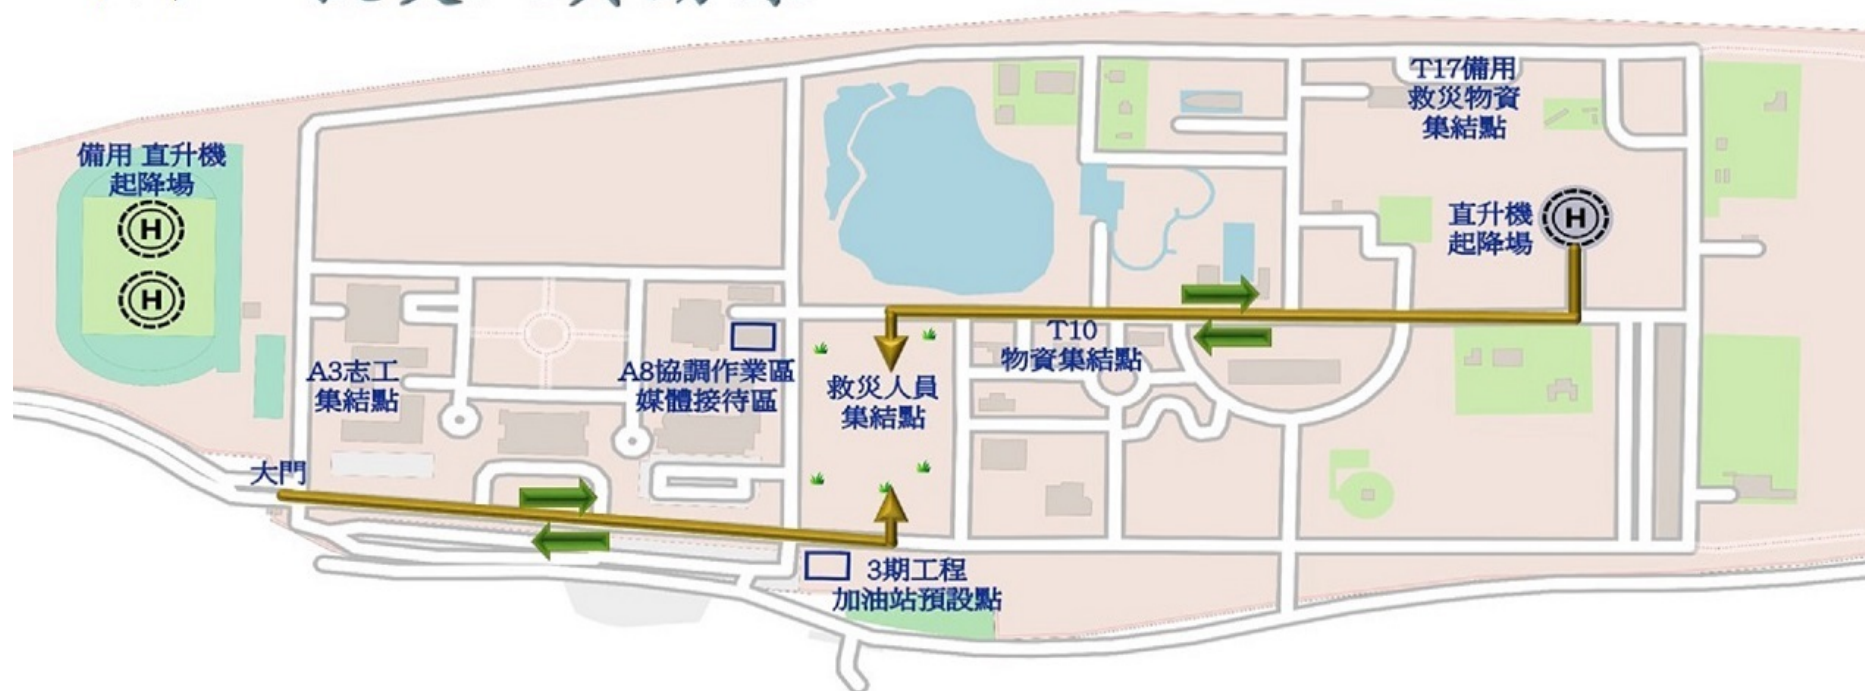 T17備用
救災物資
集結點
備用 直升機
起降場
H
H
直升機
起降場
H
T10
物資集結點
A3志工
集結點
A8協調作業區
媒體接待區
救災人員
集結點
大門
3期工程
加油站預設點